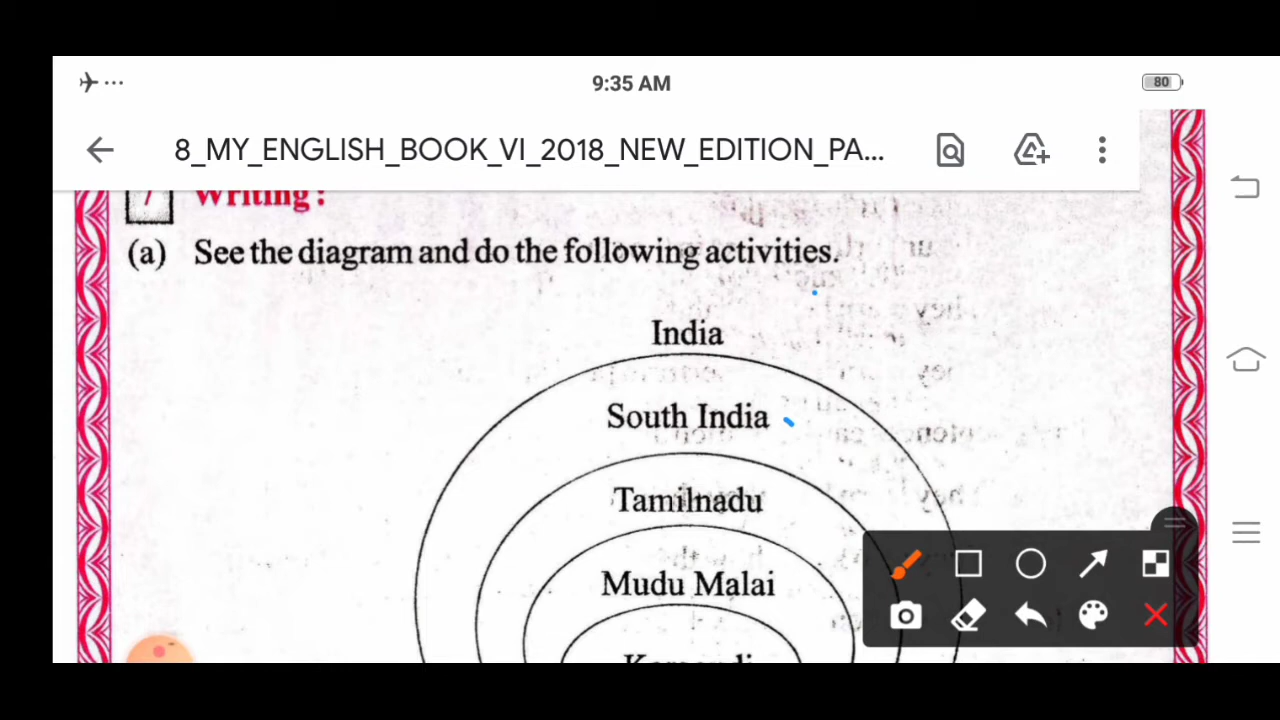 9:35 AM
80
8_MY_ENGLISH_BOOK_VI_2018_NEW_EDITION_PA...
7 Writing :
(a) See the diagram and do the following activities.
India
South India
Tamilnadu
Mudu Malai